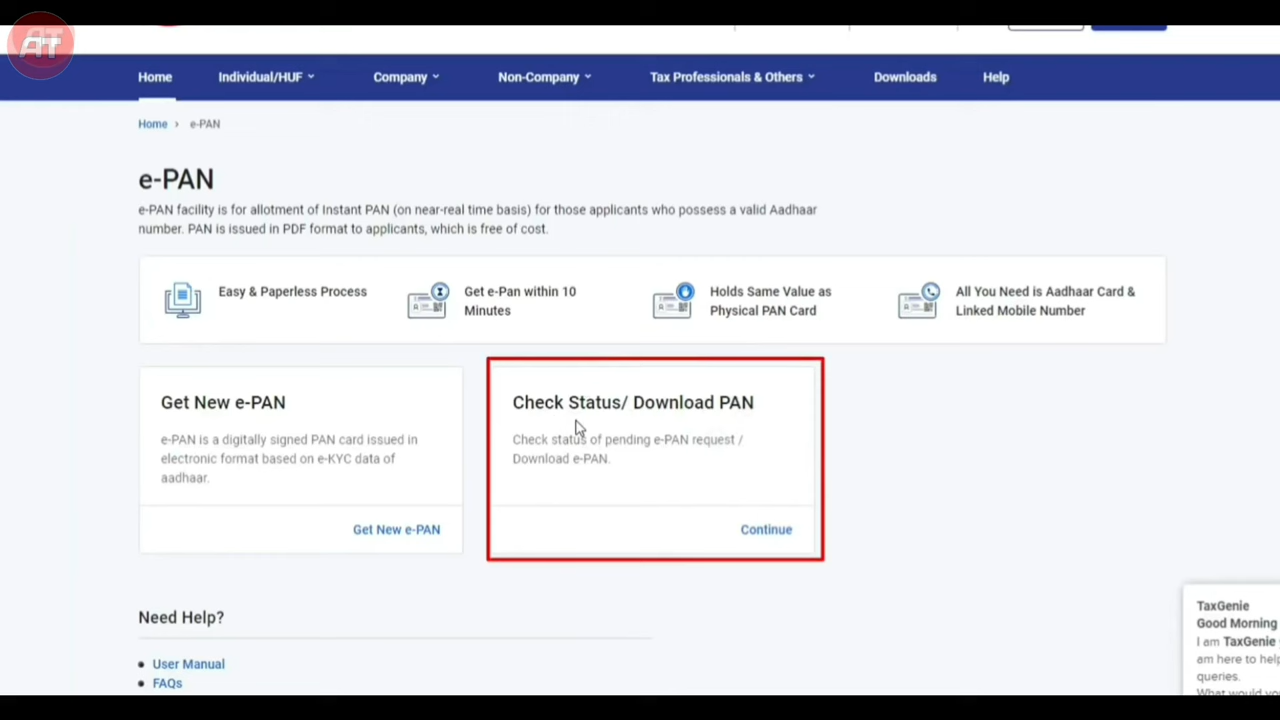 AT
Home
Individual/HUF
Company
Non-Company
Tax Professionals & Others
Downloads
Help
Home › e-PAN
e-PAN
e-PAN facility is for allotment of Instant PAN (on near-real time basis) for those applicants who possess a valid Aadhaar
number. PAN is issued in PDF format to applicants, which is free of cost.
Easy & Paperless Process
Get e-Pan within 10
Minutes
Holds Same Value as
Physical PAN Card
All You Need is Aadhaar Card &
Linked Mobile Number
Get New e-PAN
e-PAN is a digitally signed PAN card issued in
electronic format based on e-KYC data of
aadhaar.
Get New e-PAN
Check Status/ Download PAN
Check status of pending e-PAN request /
Download e-PAN.
Continue
Need Help?
User Manual
FAQs
TaxGenie
Good Morning
I am TaxGenie
am here to help
queries.
What would you